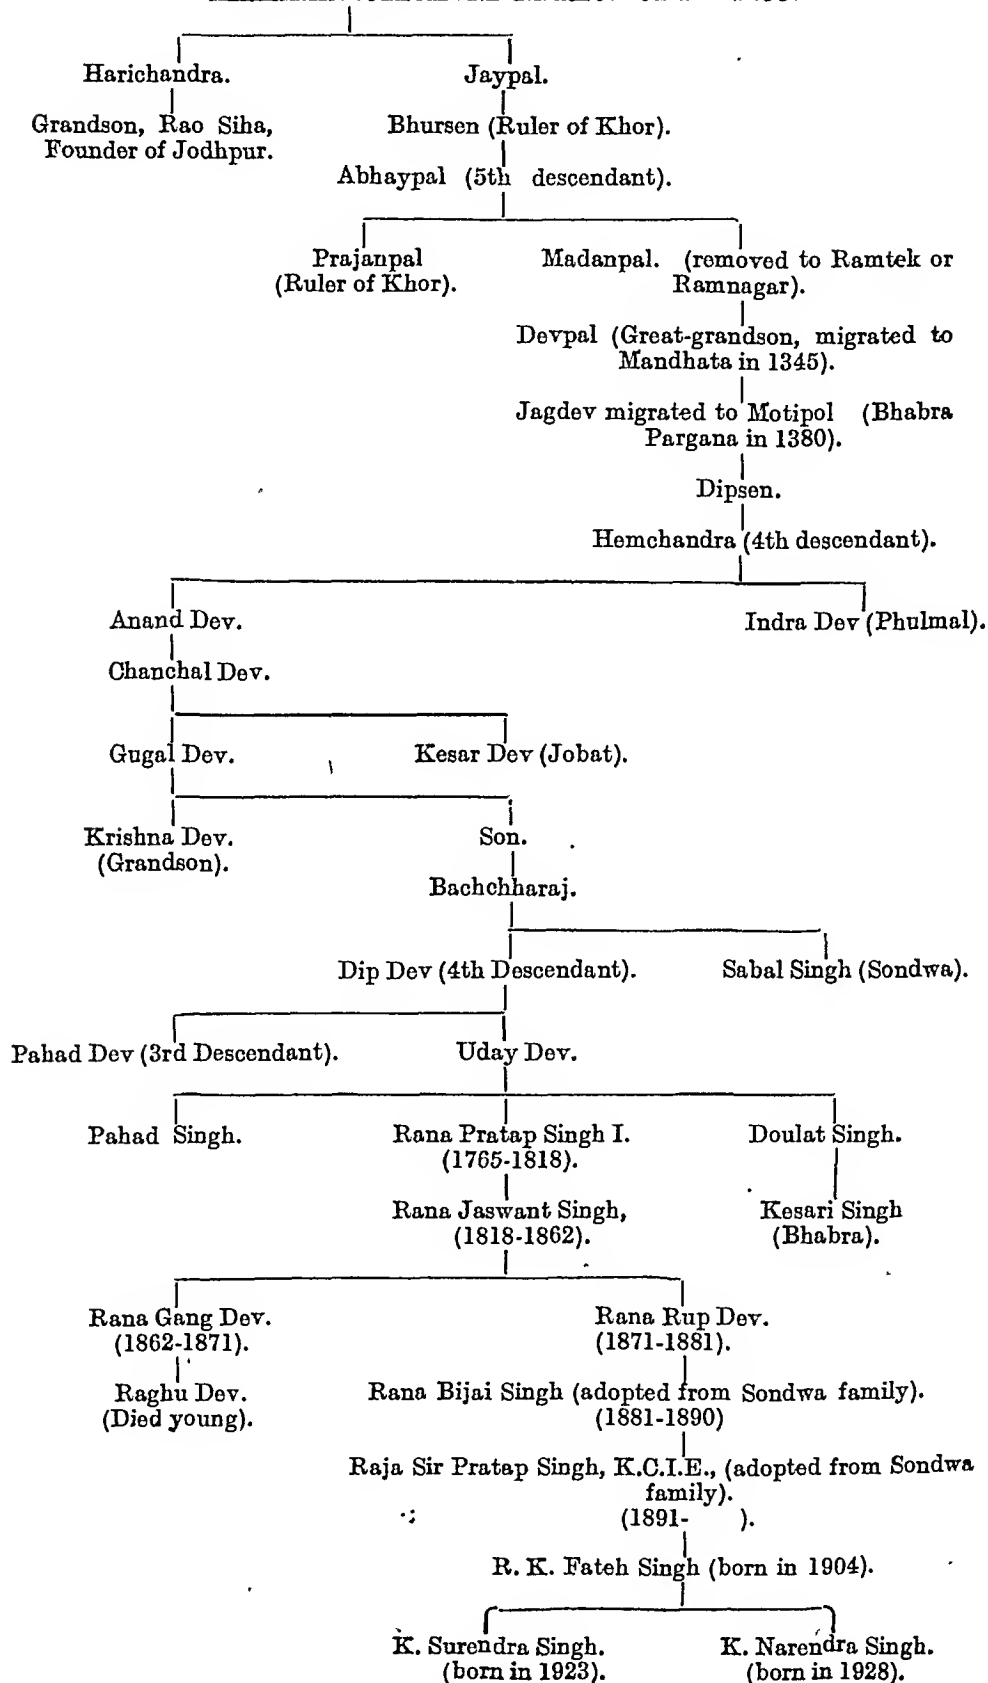 Harichandra.
Jaypal.
Grandson, Rao Siha,
Founder of Jodhpur.
Bhursen (Ruler of Khor).
Abhaypal (5th descendant).
Prajanpal
(Ruler of Khor).
Madanpal. (removed to Ramtek or
Ramnagar).
Devpal (Great-grandson, migrated to
Mandhata in 1345).
Jagdev migrated to Motipol (Bhabra
Pargana in 1380).
Dipsen.
Hemchandra (4th descendant).
Anand Dev.
Indra Dev (Phulmal).
Chanchal Dev.
Gugal Dev.
Kesar Dev (Jobat).
Krishna Dev.
(Grandson).
Son.
Bachchharaj.
Dip Dev (4th Descendant).
Sabal Singh (Sondwa).
Pahad Dev (3rd Descendant).
Uday Dev.
Pahad Singh.
Rana Pratap Singh I.
(1765-1818).
Doulat Singh.
Rana Jaswant Singh,
(1818-1862).
Kesari Singh
(Bhabra).
Rana Gang Dev.
(1862-1871).
Rana Rup Dev.
(1871-1881).
Raghu Dev.
(Died young).
Rana Bijai Singh (adopted from Sondwa family).
(1881-1890)
Raja Sir Pratap Singh, K.C.I.E., (adopted from Sondwa
family).
(1891- ).
R. K. Fateh Singh (born in 1904).
K. Surendra Singh.
(born in 1923).
K. Narendra Singh.
(born in 1928).